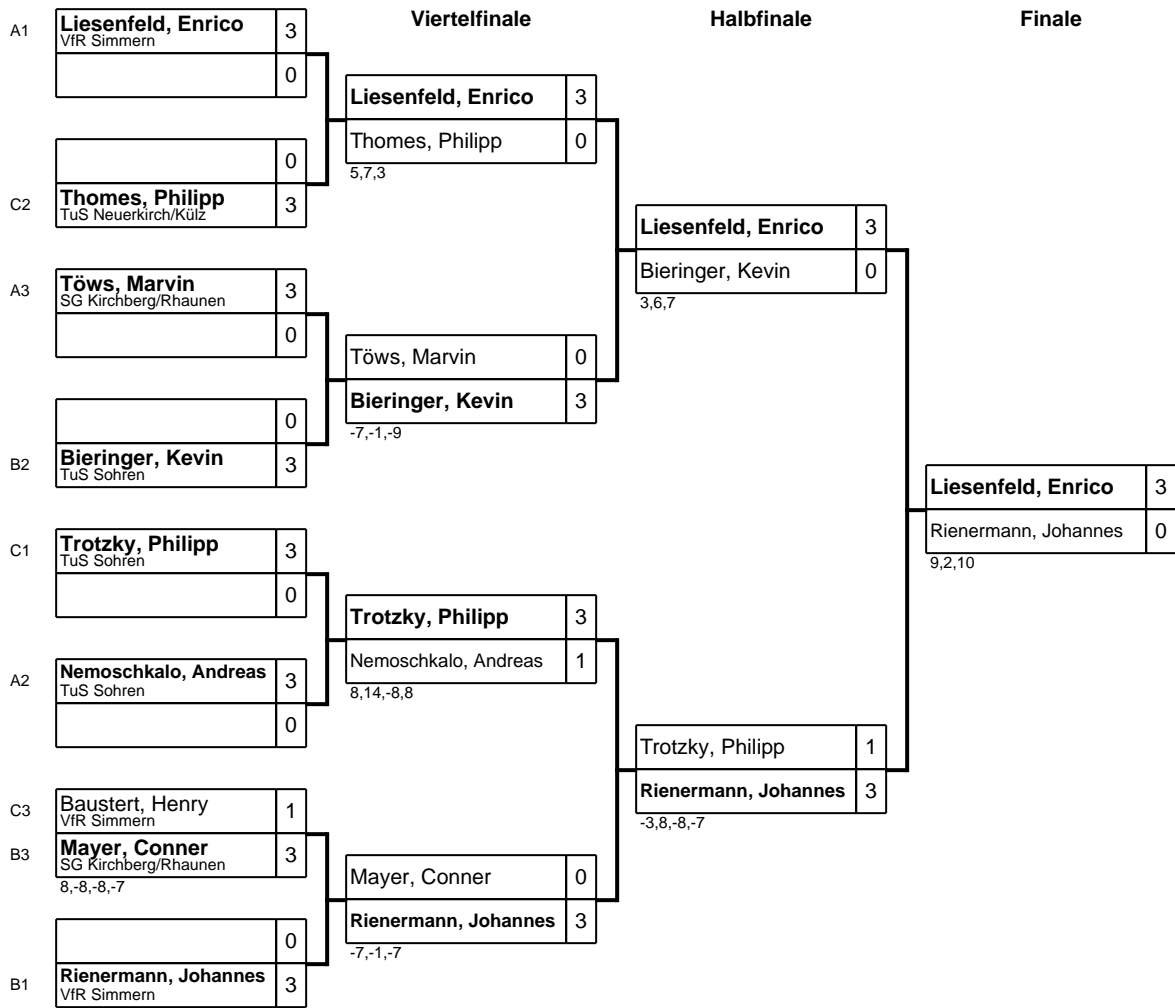 Viertelfinale Halbfinale Finale
A1 Liesenfeld, Enrico 3
VfR Simmern
0
0
C2 Thomes, Philipp 3
TuS Neuerkirch/Külz
A3 Töws, Marvin 3
SG Kirchberg/Rhaunen
0
0
B2 Bieringer, Kevin 3
TuS Sohren
C1 Trotzky, Philipp 3
TuS Sohren
0
A2 Nemoschkalo, Andreas 3
TuS Sohren
0
C3 Baustert, Henry 1
VfR Simmern
B3 Mayer, Conner 3
SG Kirchberg/Rhaunen
8,-8,-8,-7
0
B1 Rienermann, Johannes 3
VfR Simmern
Liesenfeld, Enrico 3
Thomes, Philipp 0
5,7,3
Töws, Marvin 0
Bieringer, Kevin 3
-7,-1,-9
Trotzky, Philipp 3
Nemoschkalo, Andreas 1
8,14,-8,8
Mayer, Conner 0
Rienermann, Johannes 3
-7,-1,-7
Liesenfeld, Enrico 3
Bieringer, Kevin 0
3,6,7
Trotzky, Philipp 1
Rienermann, Johannes 3
-3,8,-8,-7
Liesenfeld, Enrico 3
Rienermann, Johannes 0
9,2,10